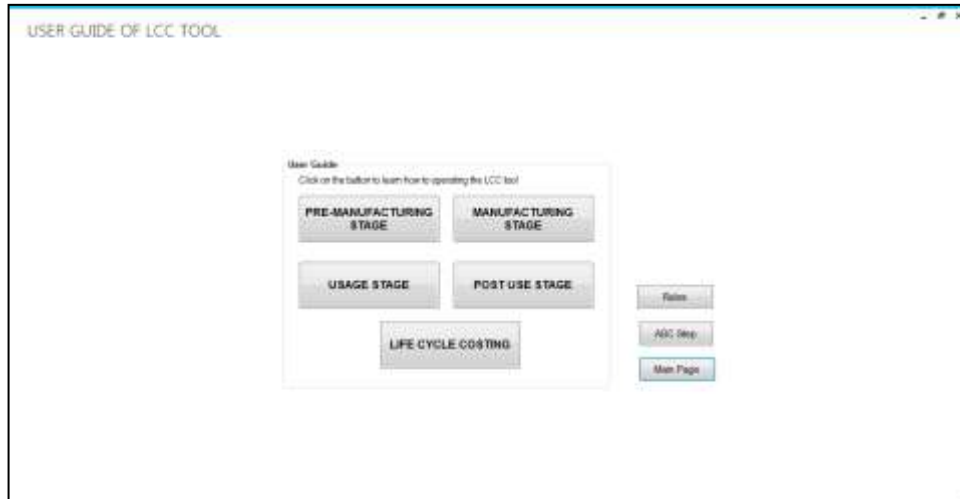 USER GUIDE OF LCC TOOL
User Guide
Click on the button to learn how to operating the LCC tool
PRE-MANUFACTURING
STAGE
MANUFACTURING
STAGE
USAGE STAGE
POST USE STAGE
LIFE CYCLE COSTING
ABC Step
Main Page